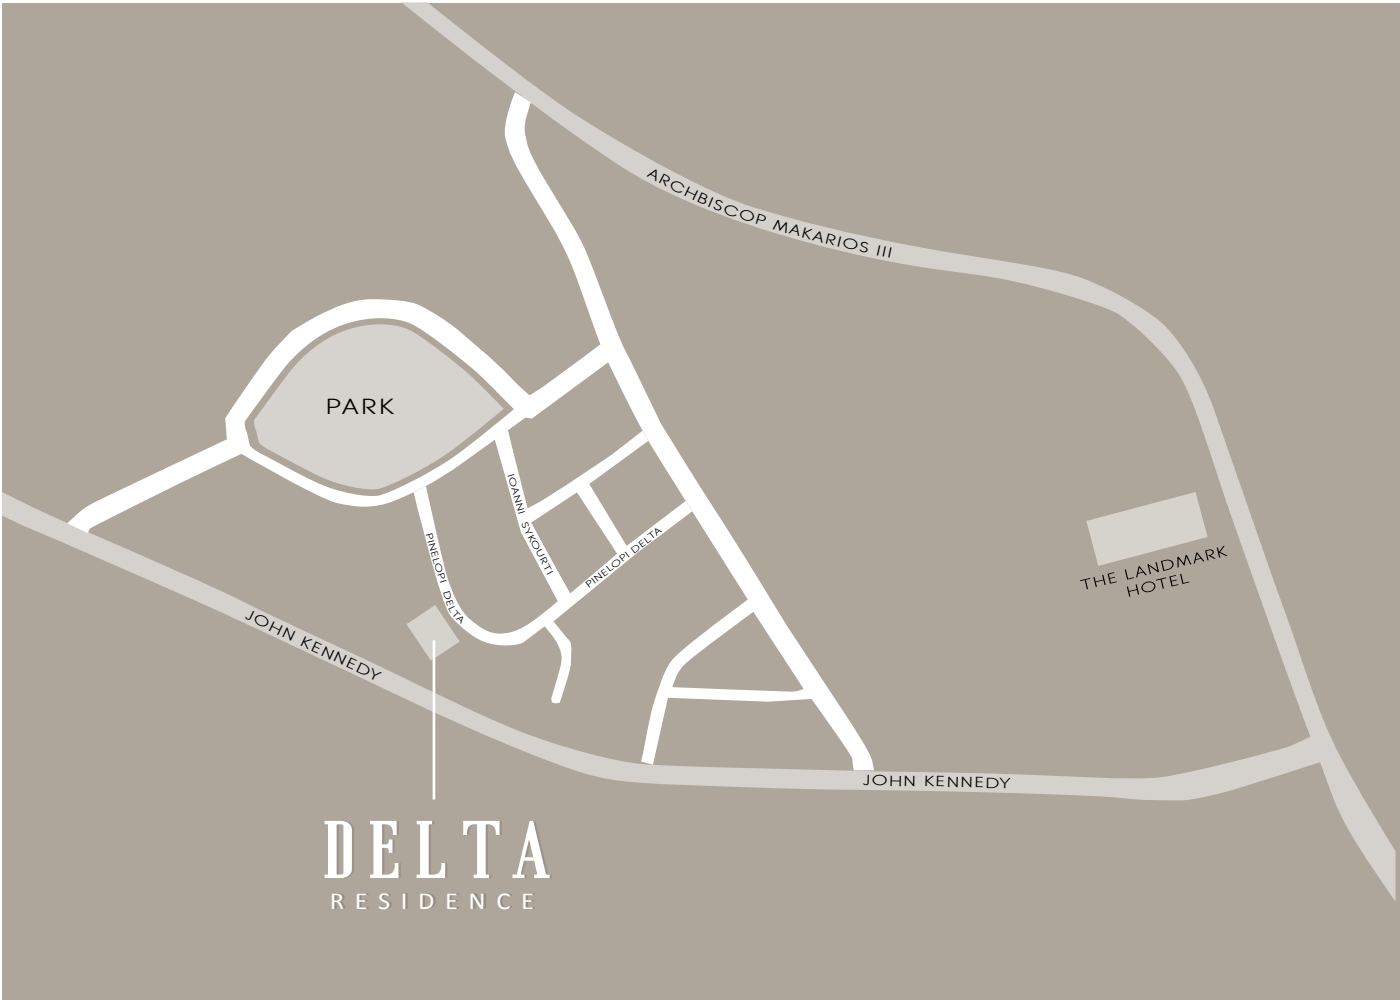 ARCHBISCOP MAKARIOS III
PARK
IOANNI SYKOURTI
PINELOPI DELTA
PINELOPI DELTA
THE LANDMARK
HOTEL
JOHN KENNEDY
JOHN KENNEDY
DELTA
RESIDENCE